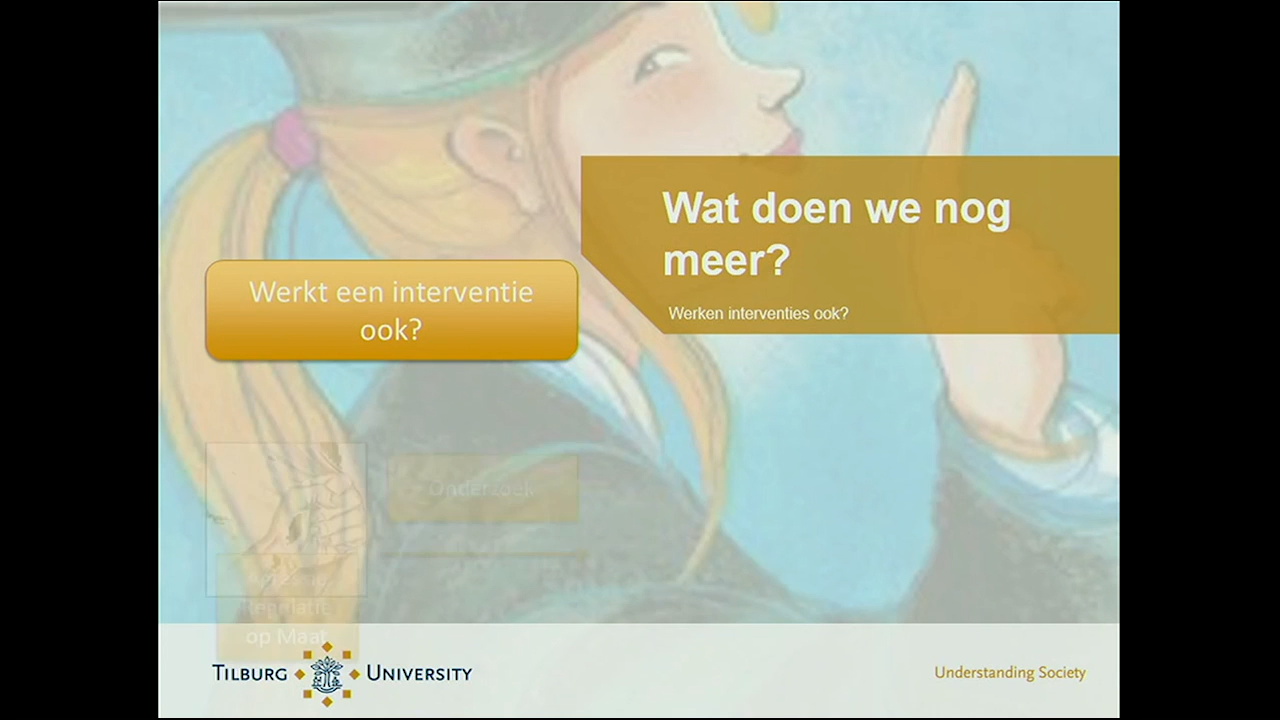 Wat doen we nog
meer?
Werken interventies ook?
Werkt een interventie
ook?
Onderzoek
Regulatie
op Maat
TILBURG UNIVERSITY
Understanding Society